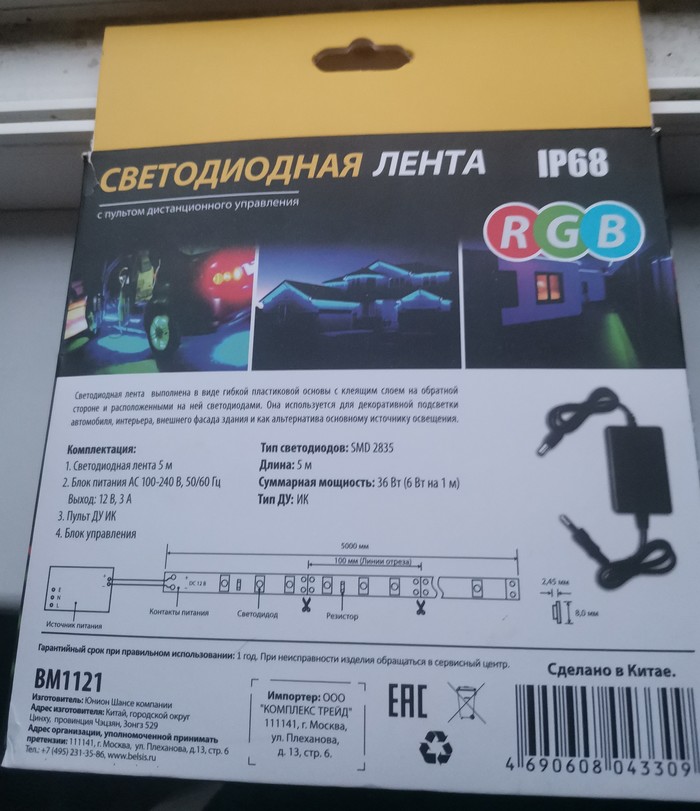 СВЕТОДИОДНАЯ ЛЕНТА IP68
с пультом дистанционного управления
RGB
Светодиодная лента выполнена в виде гибкой пластиковой основы с клеящим слоем на обратной
стороне и расположенными на ней светодиодами. Она используется для декоративной подсветки
автомобиля, интерьера, внешнего фасада здания и как альтернатива основному источнику освещения.
Комплектация:
1. Светодиодная лента 5 м
2. Блок питания AC 100-240 В, 50/60 Гц
Выход: 12 В, 3 А
3. Пульт ДУ ИК
4. Блок управления
Тип светодиодов: SMD 2835
Длина: 5 м
Суммарная мощность: 36 Вт (6 Вт на 1 м)
Тип ДУ: ИК
5000 мм
100 мм (Линии отреза)
DC 12 В
N
L
Контакты питания
Светодидод
Резистор
Источник питания
2,45 мм
8,0 мм
Гарантийный срок при правильном использовании: 1 год. При неисправности изделия обращаться в сервисный центр.
BM1121
Изготовитель: Юнион Шансе компании
Адрес изготовителя: Китай, городской округ
Цинху, провинция Чжцзян, Зонгз 529
Адрес организации, уполномоченной принимать
претензии: 111141, г. Москва, ул. Плеханова, д.13, стр. 6
Тел.: +7 (495) 231-35-86, www.belsis.ru
Импортер: ООО
"КОМПЛЕКС ТРЕЙД"
111141, г. Москва,
ул. Плеханова,
д. 13, стр. 6.
EAC
Сделано в Китае.
4 690608 043309